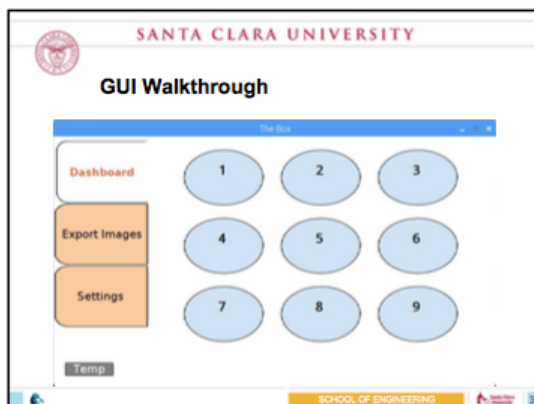 SANTA CLARA UNIVERSITY
GUI Walkthrough
The Box
Dashboard
1 2 3
Export Images
4 5 6
Settings
7 8 9
Temp
SCHOOL OF ENGINEERING